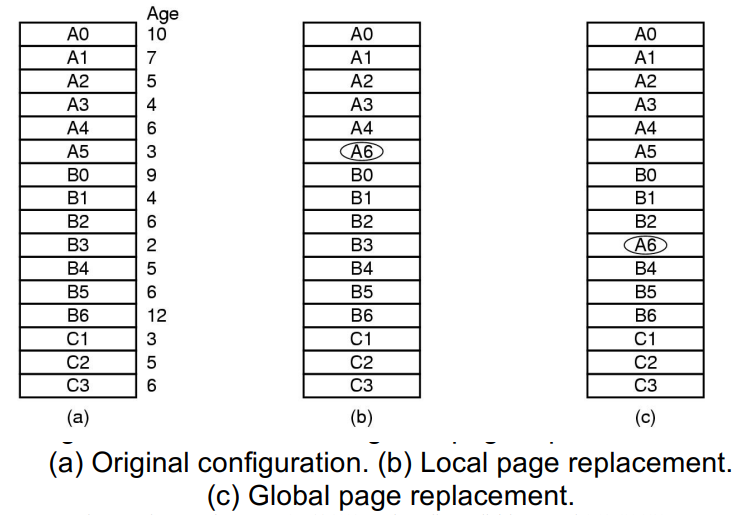 Age
A0 10 A0 A0
A1 7 A1 A1
A2 5 A2 A2
A3 4 A3 A3
A4 6 A4 A4
A5 3 A6 A5
B0 9 B0 B0
B1 4 B1 B1
B2 6 B2 B2
B3 2 B3 A6
B4 5 B4 B4
B5 6 B5 B5
B6 12 B6 B6
C1 3 C1 C1
C2 5 C2 C2
C3 6 C3 C3
(a) (b) (c)
(a) Original configuration. (b) Local page replacement.
(c) Global page replacement.